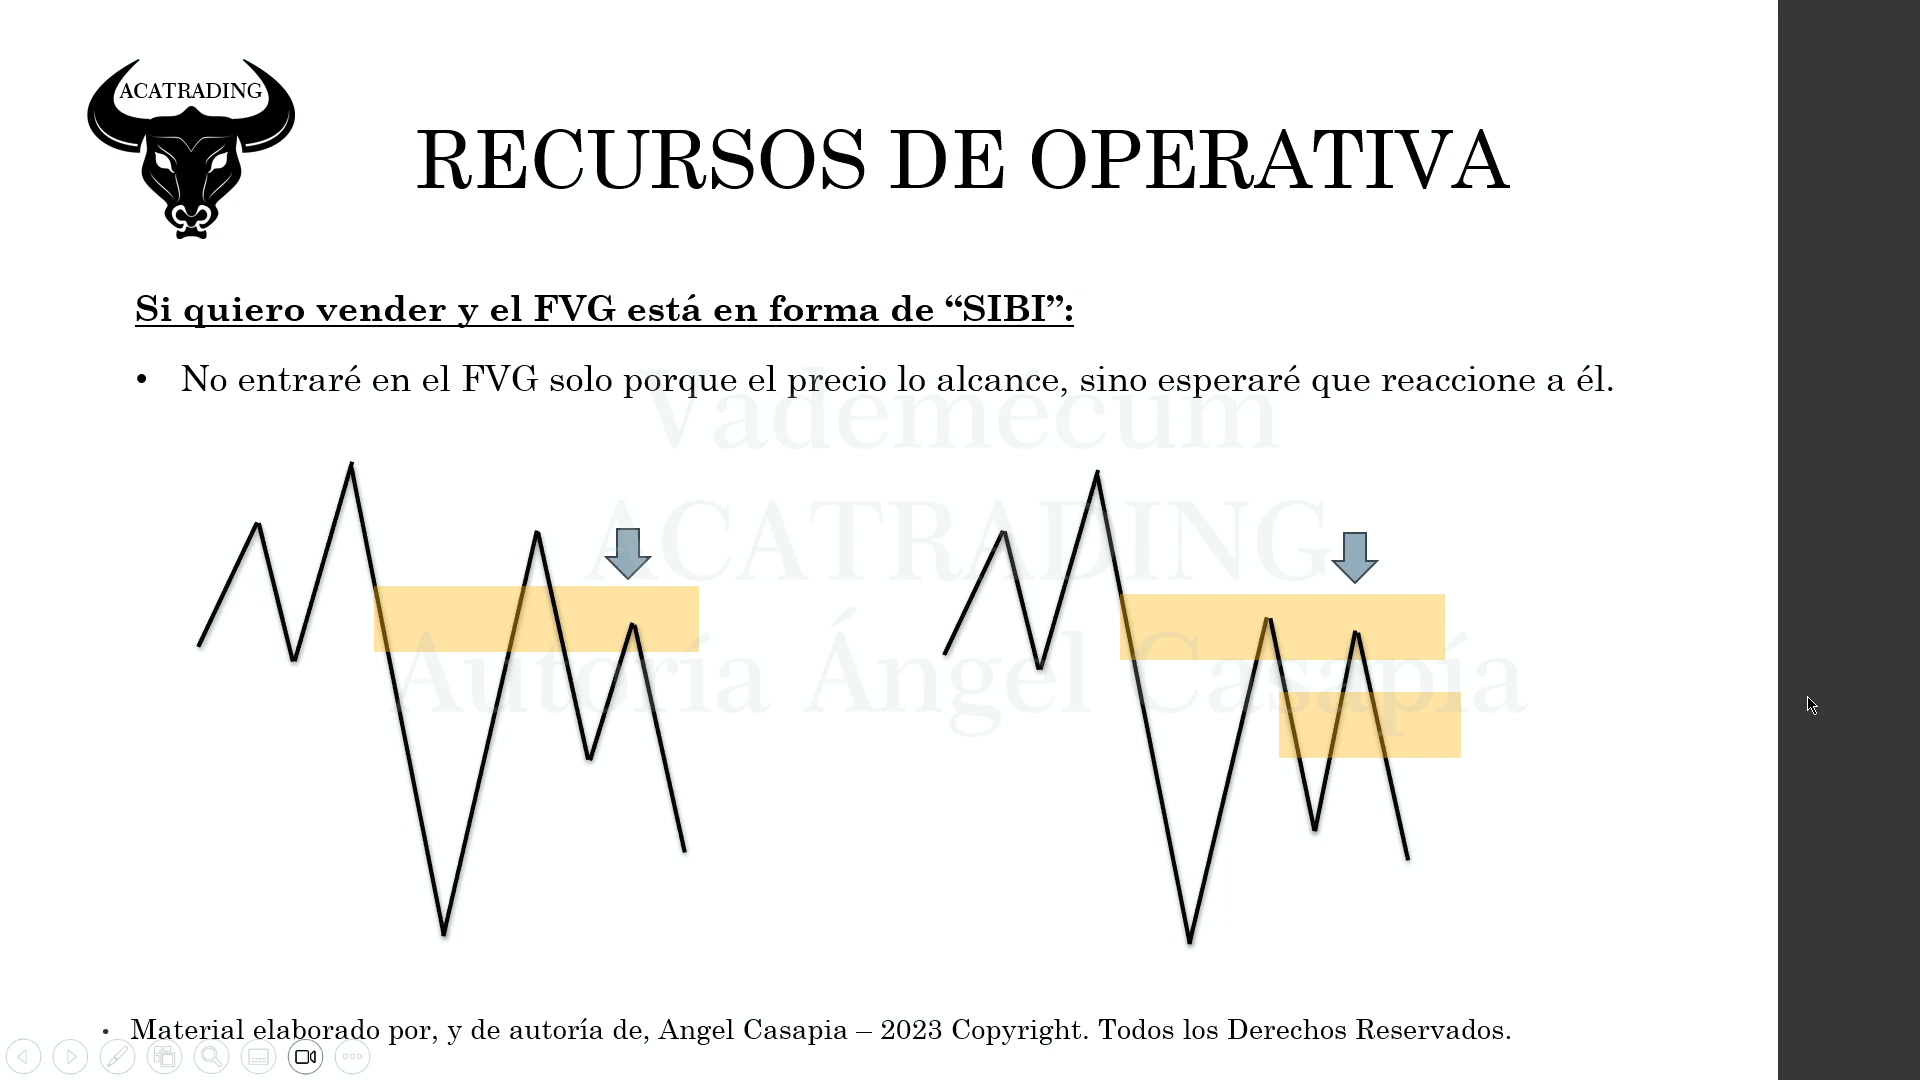 ACATRADING
RECURSOS DE OPERATIVA
Si quiero vender y el FVG está en forma de “SIBI”:
• No entraré en el FVG solo porque el precio lo alcance, sino esperaré que reaccione a él.
Vademécum
ACATRADING
Autoría Ángel Casapía
• Material elaborado por, y de autoría de, Angel Casapia – 2023 Copyright. Todos los Derechos Reservados.